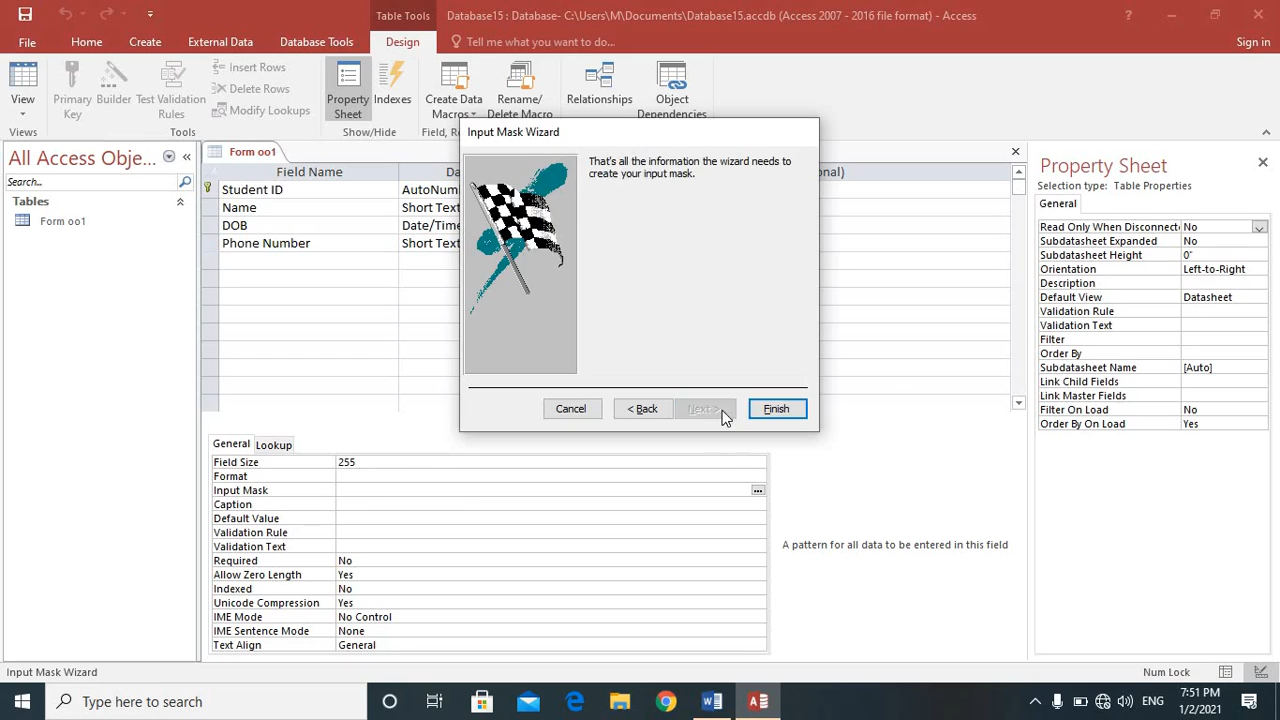 Table Tools
Database15 : Database- C:\Users\M\Documents\Database15.accdb (Access 2007 - 2016 file format) - Access
File Home Create External Data Database Tools Design Tell me what you want to do... Sign in
View
Primary Key
Builder
Test Validation Rules
Insert Rows
Delete Rows
Modify Lookups
Property Sheet
Indexes
Create Data Macros
Rename/ Delete Macro
Relationships
Object Dependencies
Views
Tools
Show/Hide
Field, Re
All Access Obje...
Search...
Tables
Form oo1
Form oo1
Field Name Da onal)
Student ID AutoNum
Name Short Text
DOB Date/Time
Phone Number Short Text
Input Mask Wizard
That's all the information the wizard needs to
create your input mask.
Cancel < Back Next > Finish
General Lookup
Field Size 255
Format
Input Mask ...
Caption
Default Value
Validation Rule
Validation Text
Required No
Allow Zero Length Yes
Indexed No
Unicode Compression Yes
IME Mode No Control
IME Sentence Mode None
Text Align General
A pattern for all data to be entered in this field
Property Sheet
Selection type: Table Properties
General
Read Only When Disconnect No
Subdatasheet Expanded No
Subdatasheet Height 0"
Orientation Left-to-Right
Description
Default View Datasheet
Validation Rule
Validation Text
Filter
Order By
Subdatasheet Name [Auto]
Link Child Fields
Link Master Fields
Filter On Load No
Order By On Load Yes
Input Mask Wizard
Num Lock
Type here to search
ENG
7:51 PM
1/2/2021